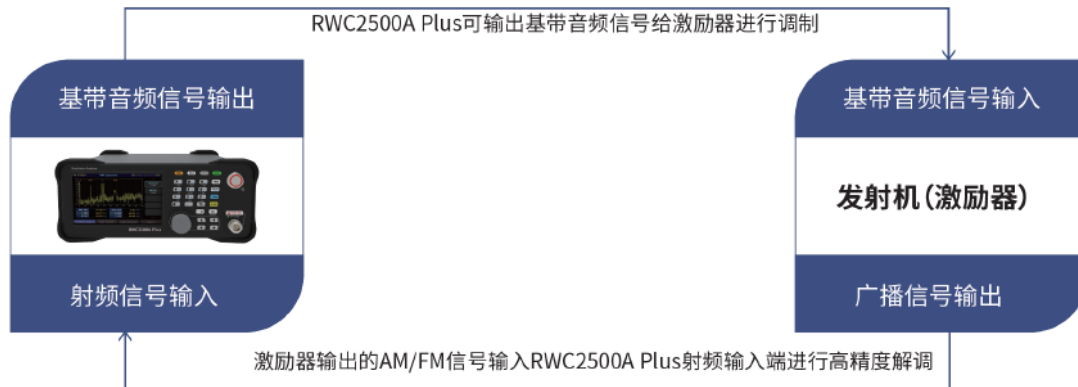 RWC2500A Plus可输出基带音频信号给激励器进行调制
基带音频信号输出
基带音频信号输入
发射机(激励器)
RWC2500A Plus
射频信号输入
广播信号输出
激励器输出的AM/FM信号输入RWC2500A Plus射频输入端进行高精度解调